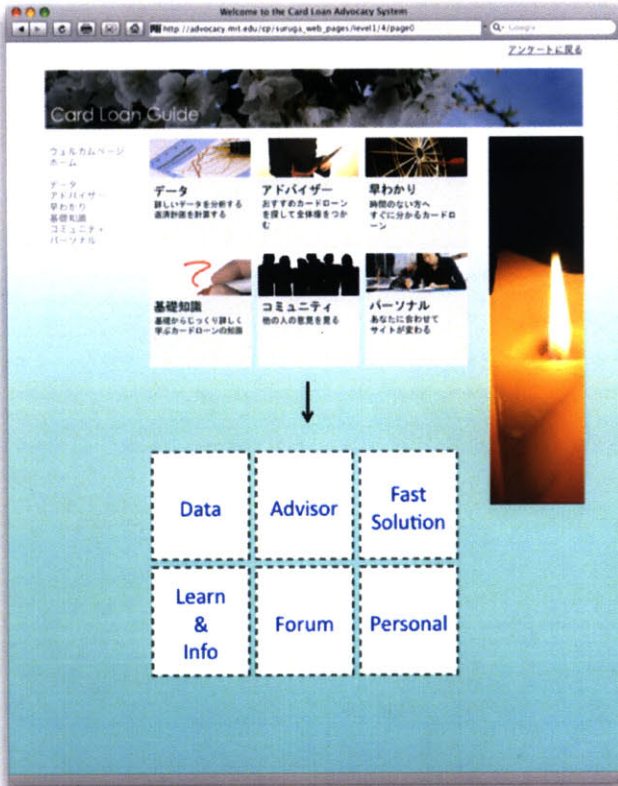 Welcome to the Card Loan Advocacy System
http://advocacy.mit.edu/cp/suruga_web_pages/level1/4/page0
Google
アンケートに戻る
Card Loan Guide
ウェルカムページ
ホーム
データ
アドバイザー
早わかり
基礎知識
コミュニティ
パーソナル
データ
詳しいデータを分析する
返済計画を計算する
アドバイザー
おすすめカードローン
を探して全体像をつか
む
早わかり
時間のない方へ
すぐに分かるカードロ
ーン
基礎知識
基礎からじっくり詳しく
学ぶカードローンの知識
コミュニティ
他の人の意見を見る
パーソナル
あなたに合わせて
サイトが変わる
Data
Advisor
Fast
Solution
Learn
&
Info
Forum
Personal